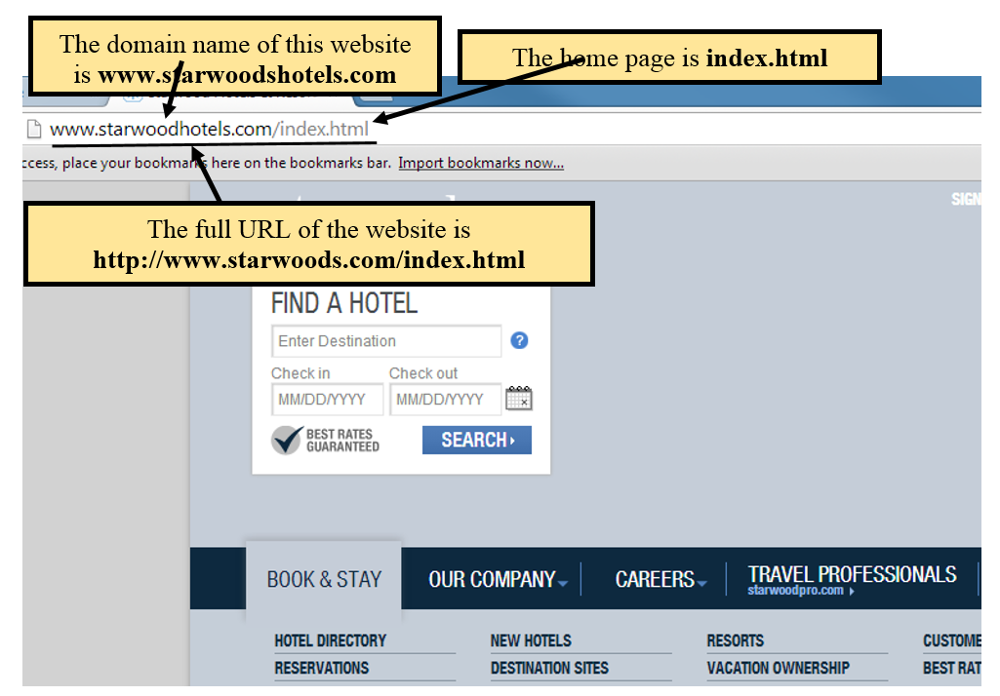 The domain name of this website
is www.starwoodshotels.com
The home page is index.html
www.starwoodhotels.com/index.html
ccess, place your bookmarks here on the bookmarks bar. Import bookmarks now...
SIGN
The full URL of the website is
http://www.starwoods.com/index.html
FIND A HOTEL
Enter Destination
?
Check in Check out
MM/DD/YYYY MM/DD/YYYY
BEST RATES
GUARANTEED
SEARCH
BOOK & STAY OUR COMPANY CAREERS TRAVEL PROFESSIONALS
starwoodpro.com
HOTEL DIRECTORY NEW HOTELS RESORTS CUSTOME
RESERVATIONS DESTINATION SITES VACATION OWNERSHIP BEST RAT